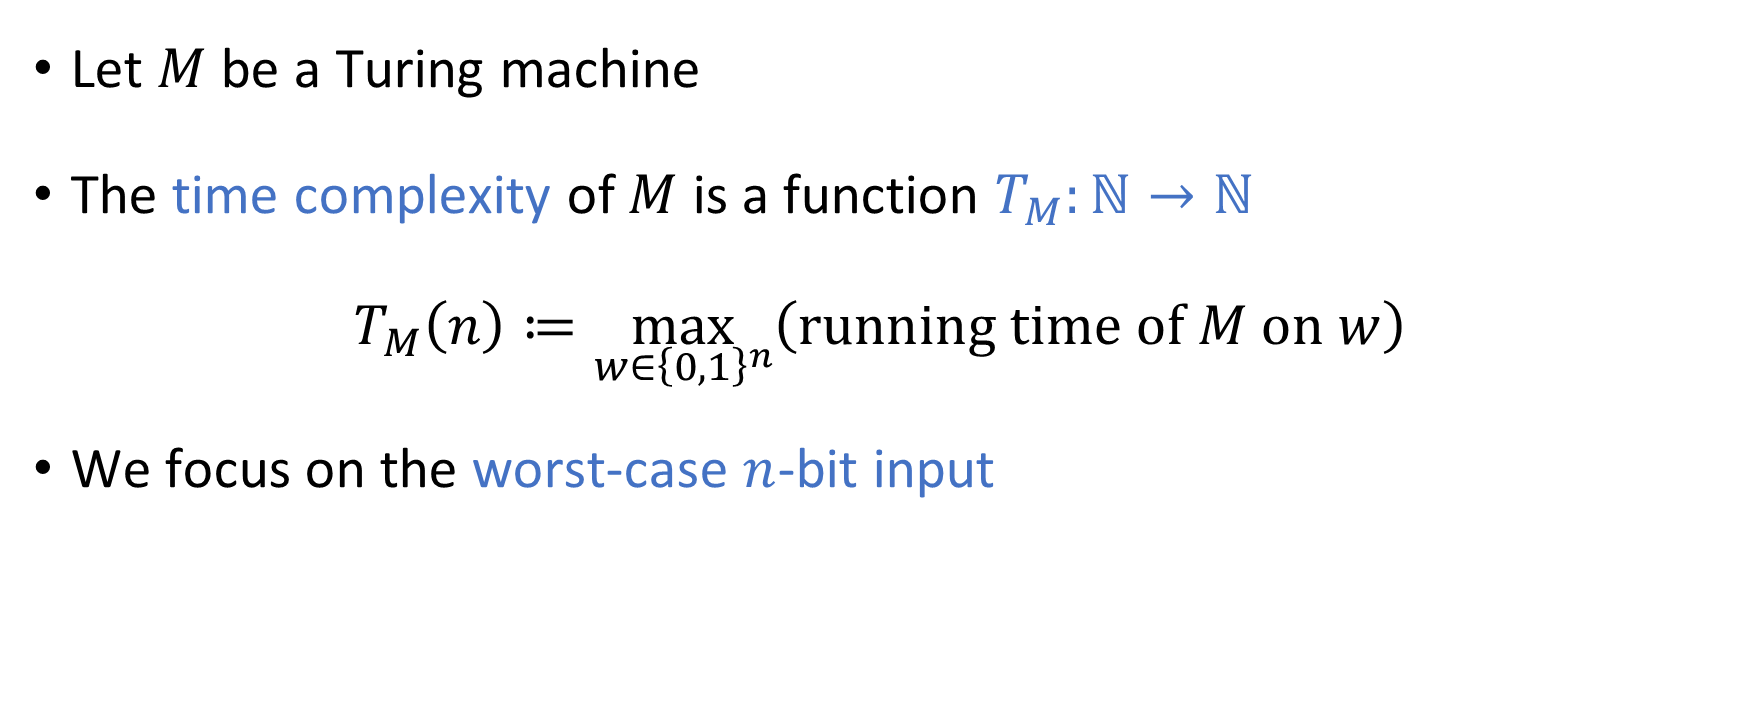 • Let M be a Turing machine
• The time complexity of M is a function T_M: ℕ → ℕ
T_M(n) ≔ max_{w∈{0,1}^n} (running time of M on w)
• We focus on the worst-case n-bit input